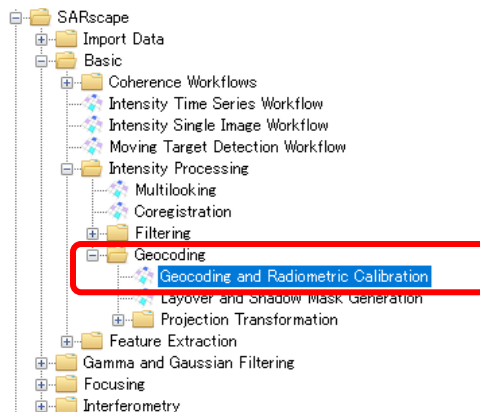 SARscape
Import Data
Basic
Coherence Workflows
Intensity Time Series Workflow
Intensity Single Image Workflow
Moving Target Detection Workflow
Intensity Processing
Multilooking
Coregistration
Filtering
Geocoding
Geocoding and Radiometric Calibration
Layover and Shadow Mask Generation
Projection Transformation
Feature Extraction
Gamma and Gaussian Filtering
Focusing
Interferometry